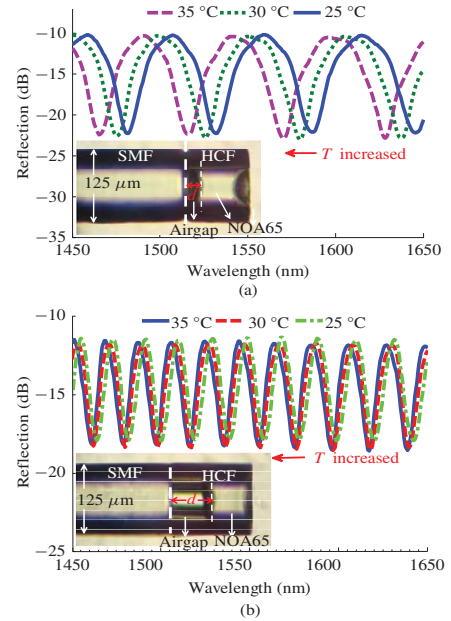 35 °C 30 °C 25 °C
−10
−15
−20
−25
−30
−35
Reflection (dB)
SMF HCF
125 μm
d
Airgap NOA65
T increased
1450 1500 1550 1600 1650
Wavelength (nm)
(a)
35 °C 30 °C 25 °C
−10
−15
−20
−25
Reflection (dB)
SMF HCF
125 μm
d
Airgap NOA65
T increased
1450 1500 1550 1600 1650
Wavelength (nm)
(b)